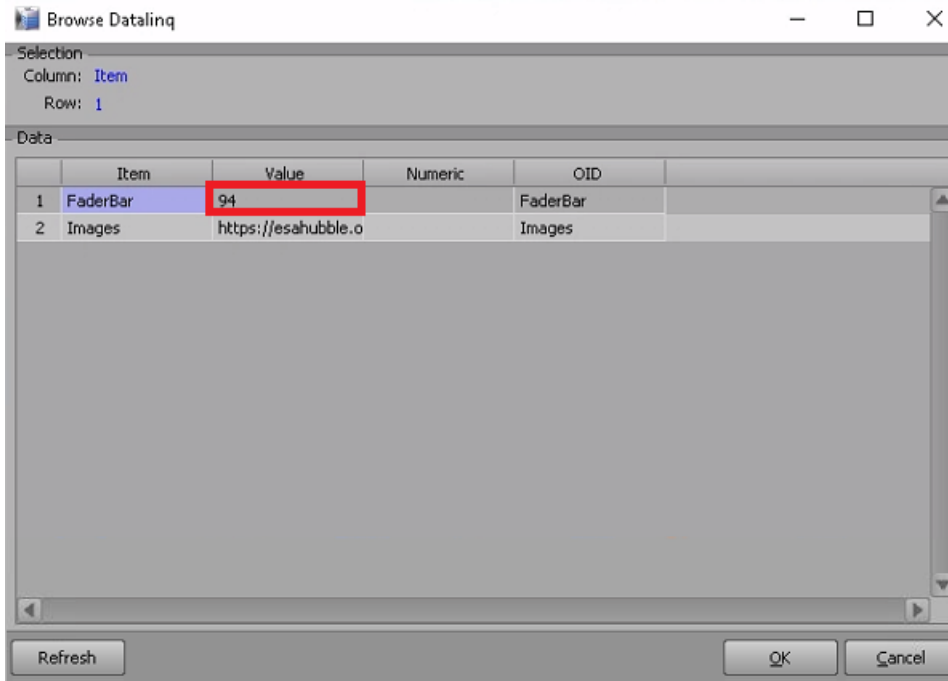 Browse Datalinq
Selection
Column: Item
Row: 1
Data
Item Value Numeric OID
1 FaderBar 94 FaderBar
2 Images https://esahubble.o Images
Refresh OK Cancel